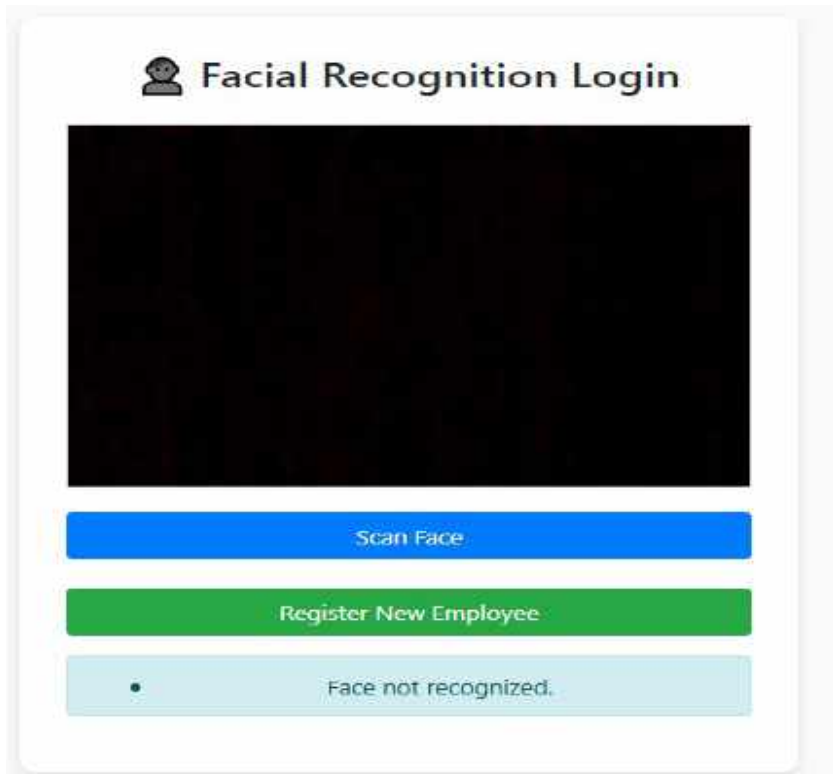 Facial Recognition Login
Scan Face
Register New Employee
Face not recognized.